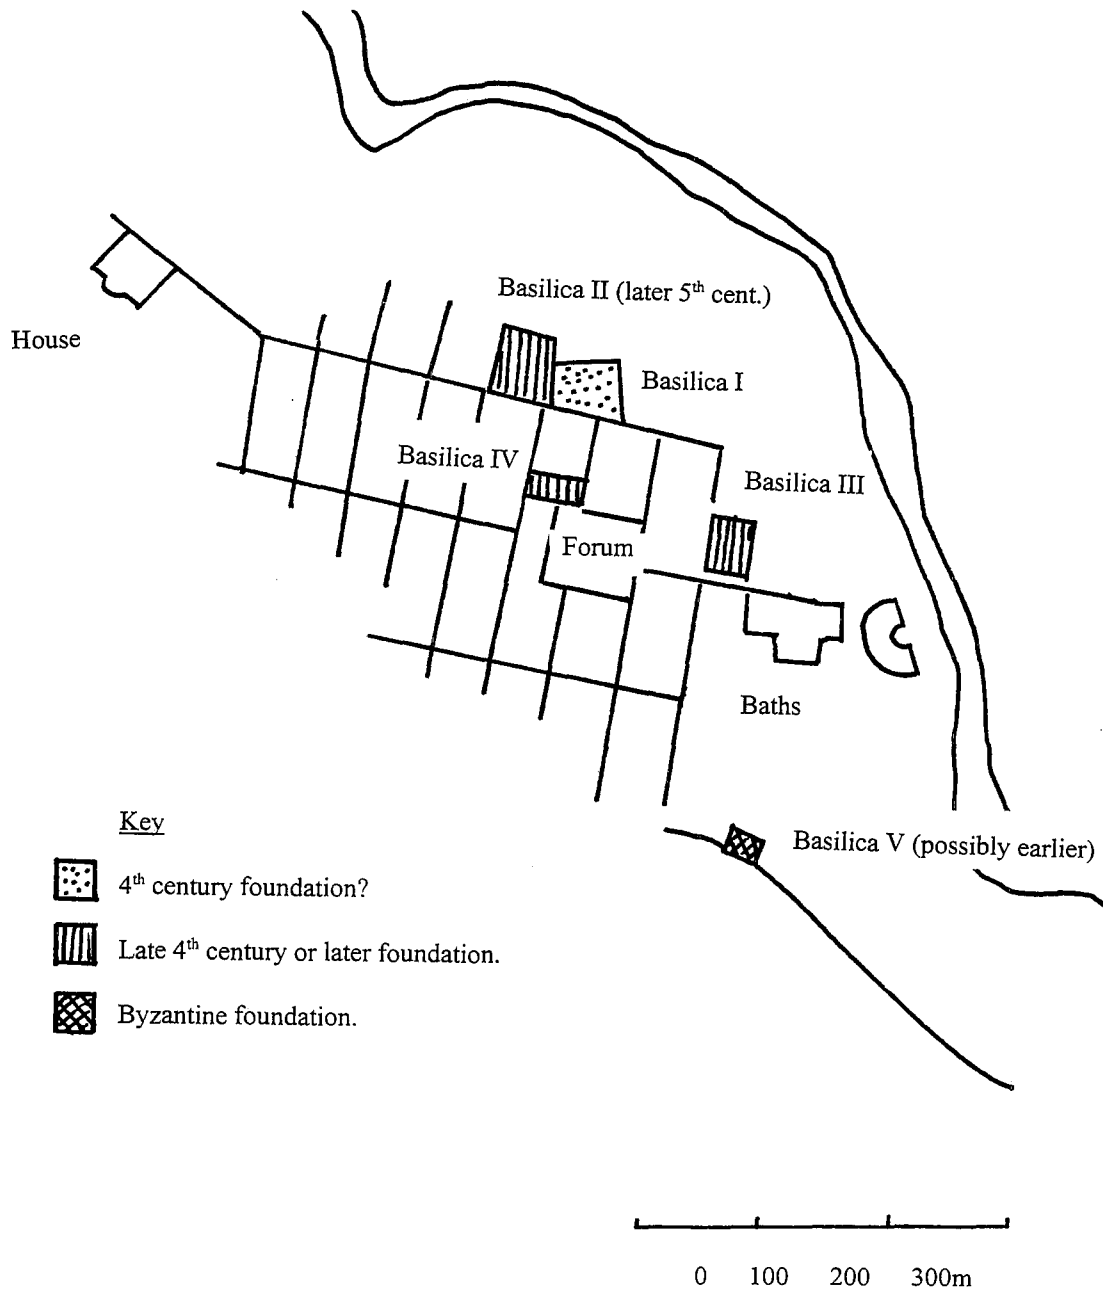 Basilica II (later 5th cent.)
House
Basilica I
Basilica IV
Basilica III
Forum
Baths
Key
Basilica V (possibly earlier)
4th century foundation?
Late 4th century or later foundation.
Byzantine foundation.
0 100 200 300m